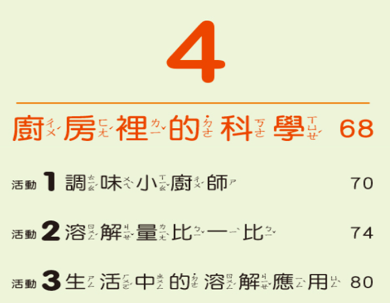 4
廚房裡的科學 68
活動1 調味小廚師 70
活動2 溶解量比一比 74
活動3 生活中的溶解應用 80